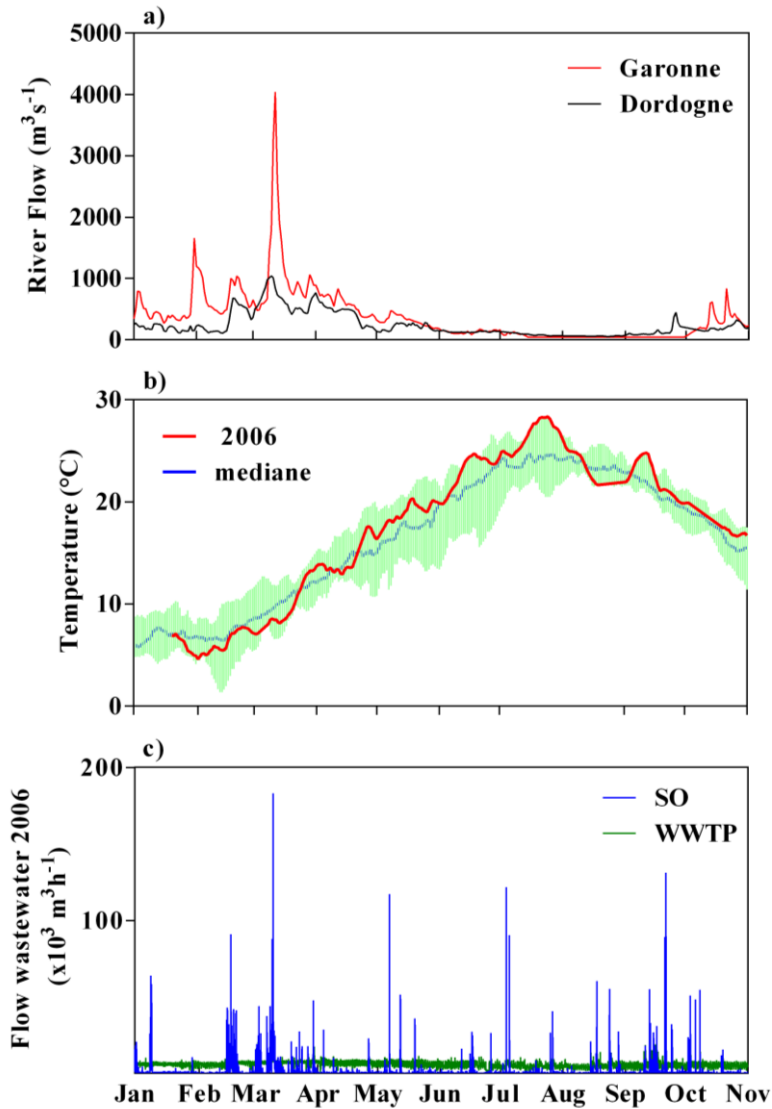 a)
River Flow (m³s⁻¹)
5000
4000
3000
2000
1000
0
Garonne
Dordogne
b)
Temperature (°C)
30
20
10
0
2006
mediane
c)
Flow wastewater 2006
(x10³ m³h⁻¹)
200
100
SO
WWTP
Jan Feb Mar Apr May Jun Jul Aug Sep Oct Nov